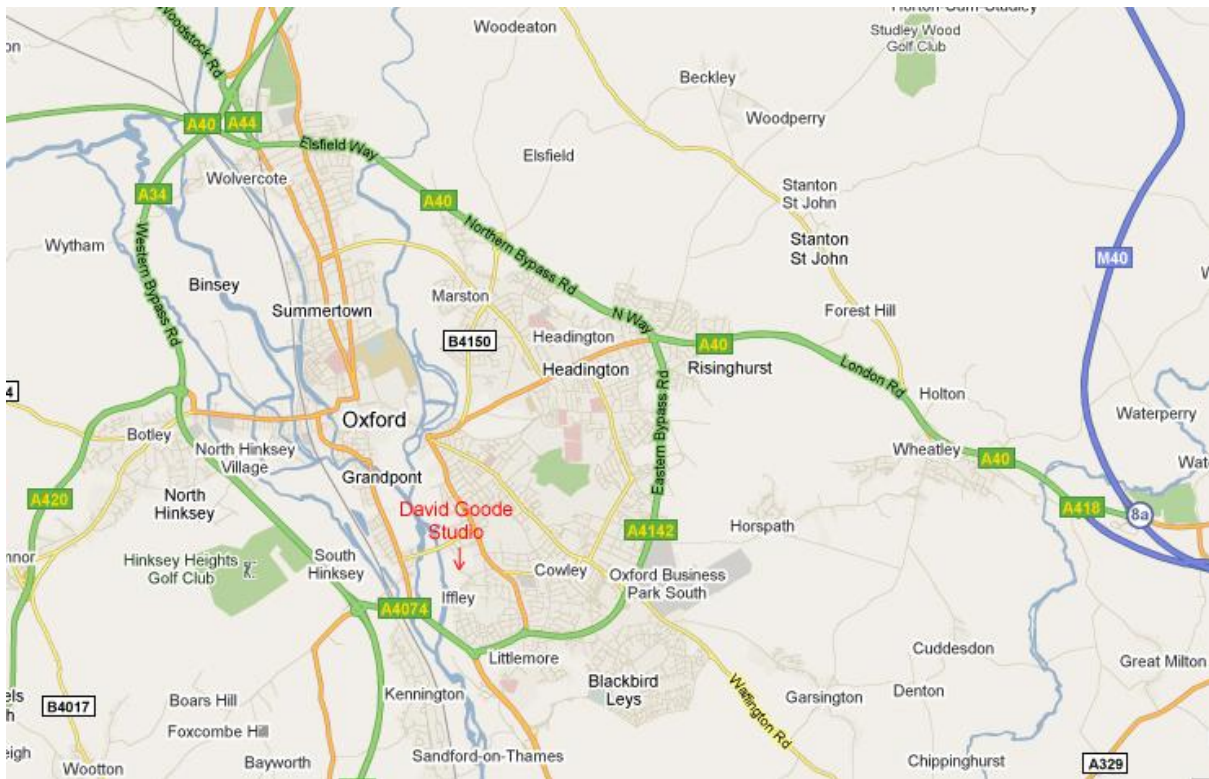 Woodstock Rd
Woodeaton
Horton-Cum-Studley
Studley Wood
Golf Club
Beckley
Woodperry
A40
A44
Elsfield Way
Elsfield
Wolvercote
A34
A40
Stanton
St John
Northern Bypass Rd
Wytham
Western Bypass Rd
Stanton
St John
M40
Binsey
Marston
Summertown
N Way
Forest Hill
B4150
Headington
A40
Headington
Risinghurst
London Rd
Holton
Eastern Bypass Rd
Waterperry
Oxford
Botley
North Hinksey
Village
Wheatley
A40
Grandpont
A420
North
Hinksey
David Goode
Studio
A418
8a
A4142
Horspath
Hinksey Heights
Golf Club
South
Hinksey
Cowley
Oxford Business
Park South
Iffley
A4074
Cuddesdon
Littlemore
Great Milton
Blackbird
Leys
Kennington
Boars Hill
B4017
Garsington
Denton
Watlington Rd
Foxcombe Hill
Sandford-on-Thames
Bayworth
Wootton
Chippinghurst
A329